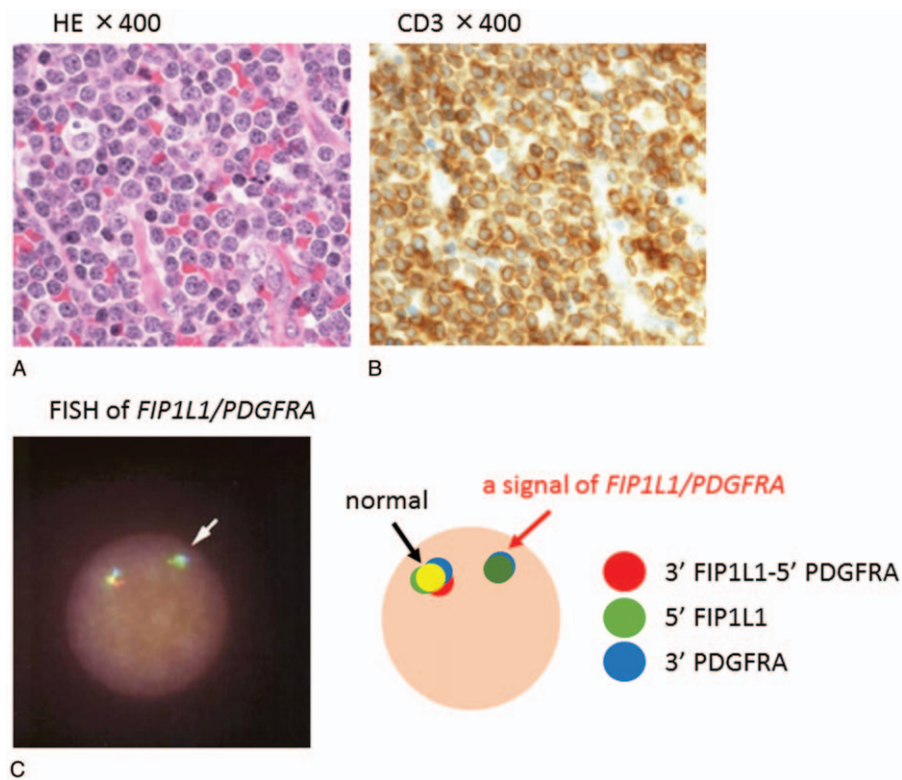 HE ×400
CD3 ×400
A
B
FISH of FIP1L1/PDGFRA
normal
a signal of FIP1L1/PDGFRA
3' FIP1L1-5' PDGFRA
5' FIP1L1
3' PDGFRA
C